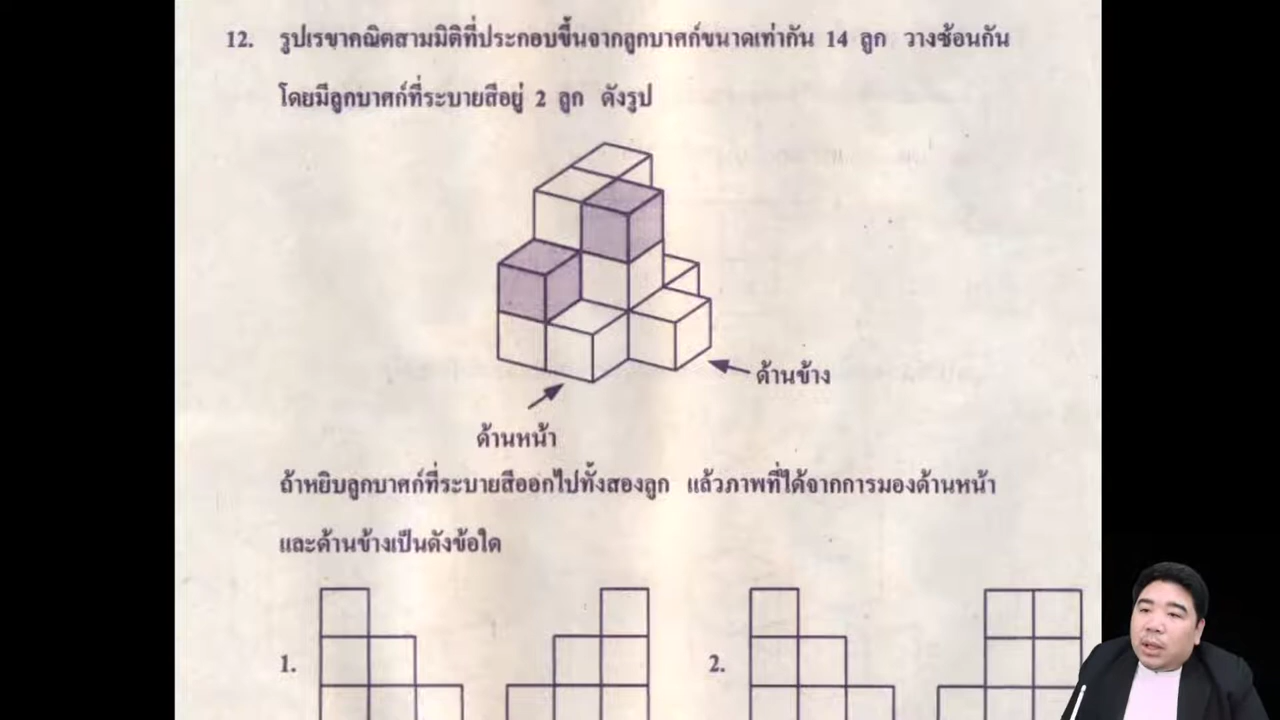 12. รูปเรขาคณิตสามมิติที่ประกอบขึ้นจากลูกบาศก์ขนาดเท่ากัน 14 ลูก วางซ้อนกัน
โดยมีลูกบาศก์ที่ระบายสีอยู่ 2 ลูก ดังรูป
ด้านข้าง
ด้านหน้า
ถ้าหยิบลูกบาศก์ที่ระบายสีออกไปทั้งสองลูก แล้วภาพที่ได้จากการมองด้านหน้า
และด้านข้างเป็นดังข้อใด
1. 2.